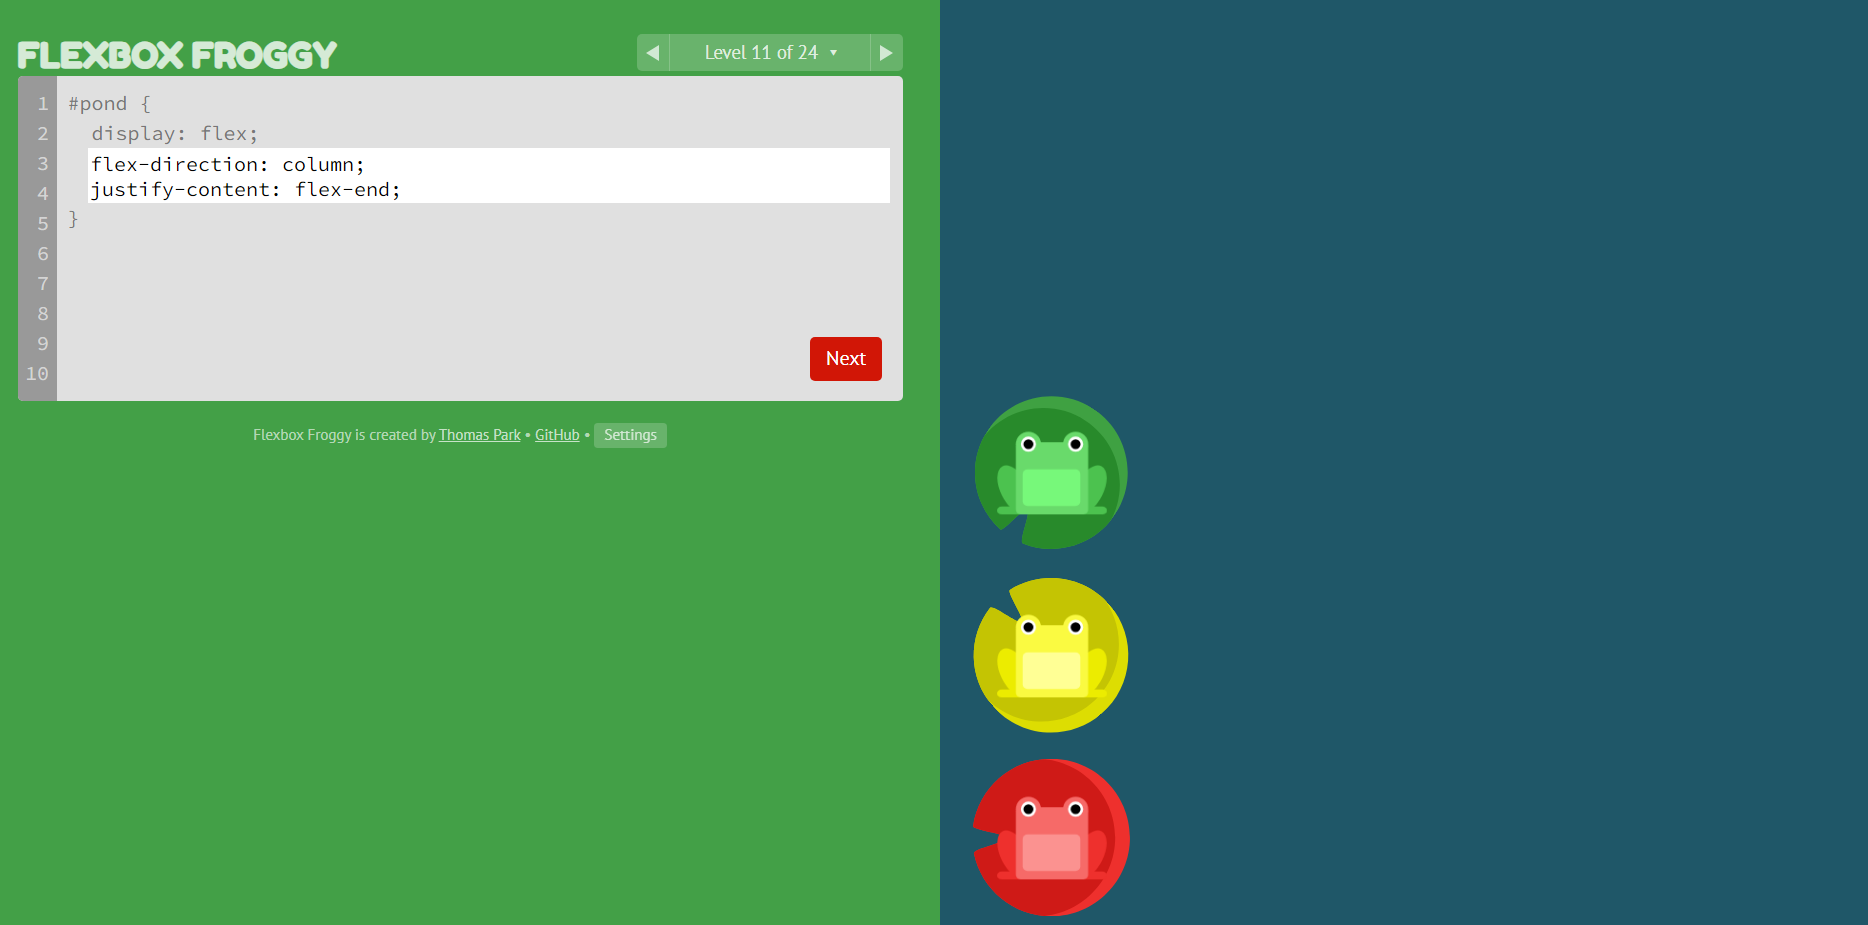 FLEXBOX FROGGY
◀ Level 11 of 24 ▼ ▶
1 #pond {
2 display: flex;
3 flex-direction: column;
4 justify-content: flex-end;
5 }
6
7
8
9
10
Next
Flexbox Froggy is created by Thomas Park • GitHub • Settings